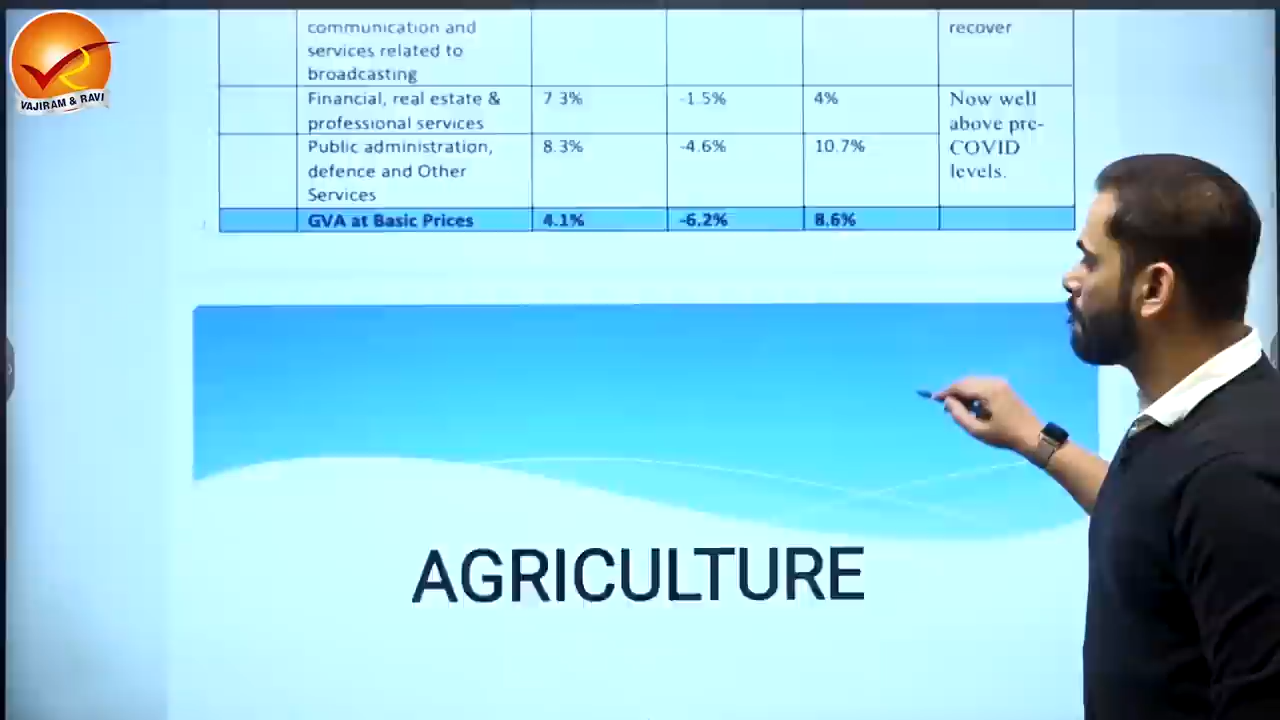 VAJIRAM & RAVI
communication and
services related to
broadcasting
recover
Financial, real estate &
professional services
7 3%
-1.5%
4%
Now well
above pre-
COVID
levels.
Public administration,
defence and Other
Services
8.3%
-4.6%
10.7%
GVA at Basic Prices
4.1%
-6.2%
8.6%
AGRICULTURE